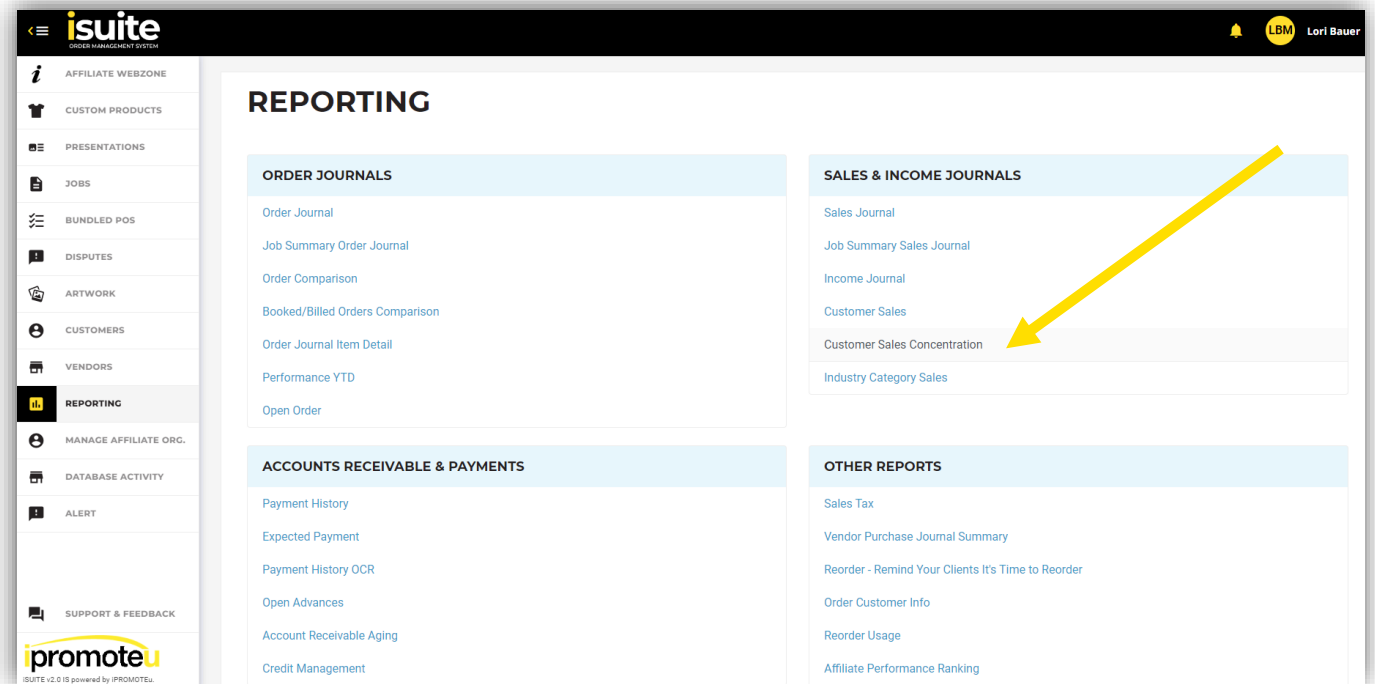 isuite
ORDER MANAGEMENT SYSTEM
LBM
Lori Bauer
AFFILIATE WEBZONE
CUSTOM PRODUCTS
PRESENTATIONS
JOBS
BUNDLED POS
DISPUTES
ARTWORK
CUSTOMERS
VENDORS
REPORTING
MANAGE AFFILIATE ORG.
DATABASE ACTIVITY
ALERT
SUPPORT & FEEDBACK
ipromoteu
iSUITE v2.0 IS powered by iPROMOTEu.
REPORTING
ORDER JOURNALS
Order Journal
Job Summary Order Journal
Order Comparison
Booked/Billed Orders Comparison
Order Journal Item Detail
Performance YTD
Open Order
SALES & INCOME JOURNALS
Sales Journal
Job Summary Sales Journal
Income Journal
Customer Sales
Customer Sales Concentration
Industry Category Sales
ACCOUNTS RECEIVABLE & PAYMENTS
Payment History
Expected Payment
Payment History OCR
Open Advances
Account Receivable Aging
Credit Management
OTHER REPORTS
Sales Tax
Vendor Purchase Journal Summary
Reorder - Remind Your Clients It's Time to Reorder
Order Customer Info
Reorder Usage
Affiliate Performance Ranking